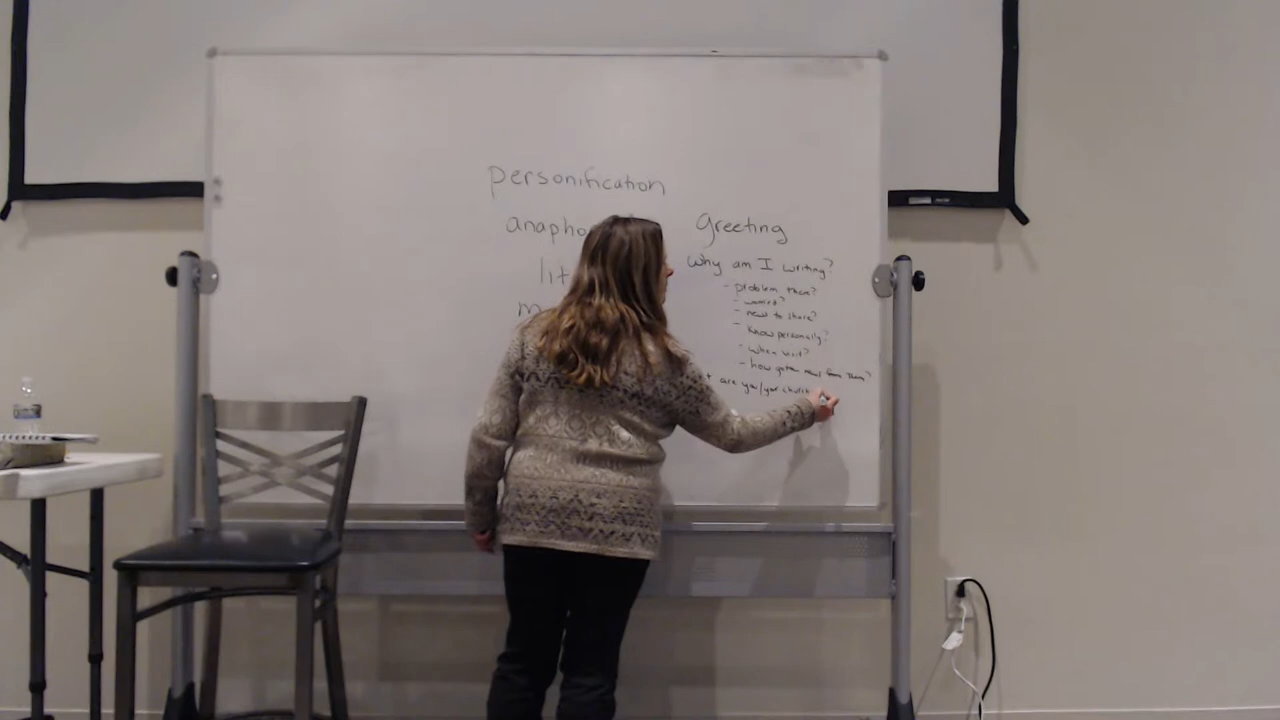 personification
anapho
lit
m
Greeting
Why am I writing?
- problem there?
- worried?
- news to share?
- know personally?
- when visit?
- how gotten news from them?
are you/your church